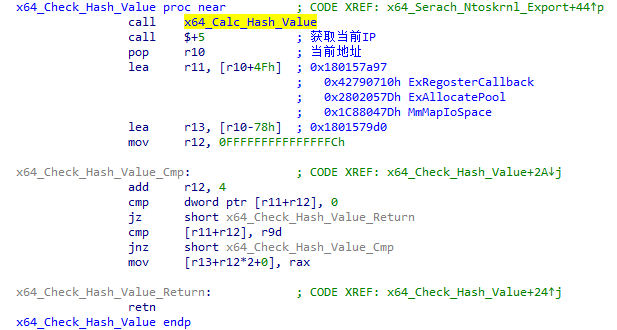 x64_Check_Hash_Value proc near ; CODE XREF: x64_Serach_Ntoskrnl_Export+44↑p
call x64_Calc_Hash_Value
call $+5 ; 获取当前IP
pop r10 ; 当前地址
lea r11, [r10+4Fh] ; 0x180157a97
; 0x42790710h ExRegosterCallback
; 0x2802057Dh ExAllocatePool
; 0x1C88047Dh MmMapIoSpace
lea r13, [r10-78h] ; 0x1801579d0
mov r12, 0FFFFFFFFFFFFFFFCh
x64_Check_Hash_Value_Cmp: ; CODE XREF: x64_Check_Hash_Value+2A↓j
add r12, 4
cmp dword ptr [r11+r12], 0
jz short x64_Check_Hash_Value_Return
cmp [r11+r12], r9d
jnz short x64_Check_Hash_Value_Cmp
mov [r13+r12*2+0], rax
x64_Check_Hash_Value_Return: ; CODE XREF: x64_Check_Hash_Value+24↑j
retn
x64_Check_Hash_Value endp